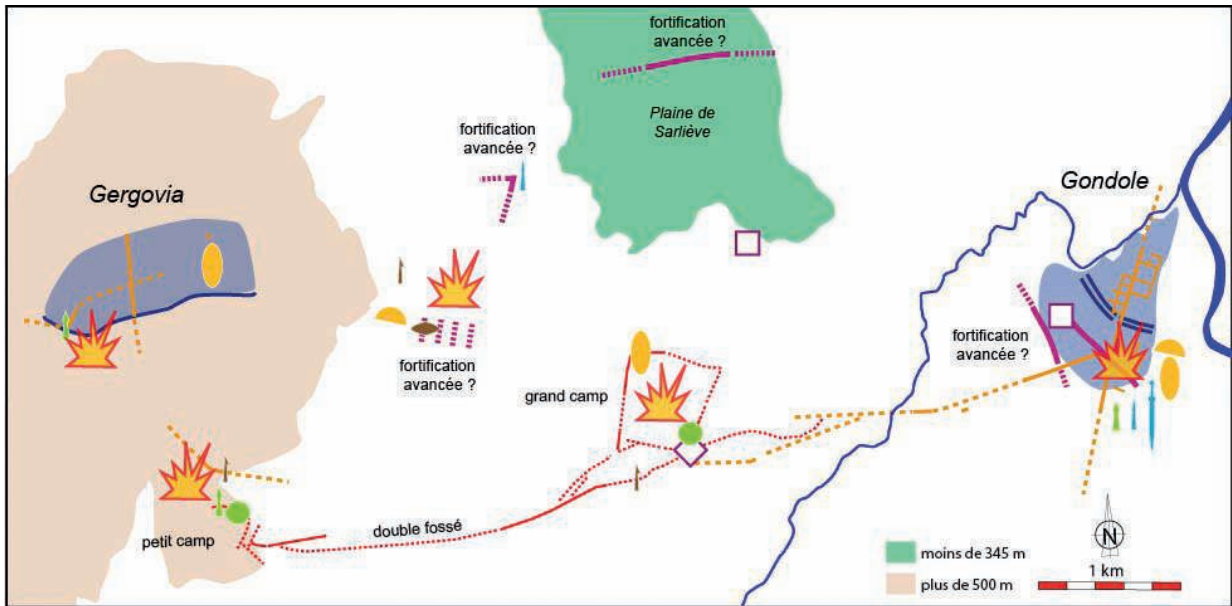 fortification
avancée ?
Plaine de
Sarliève
fortification
avancée ?
Gergovia
Gondole
fortification
avancée ?
fortification
avancée ?
grand camp
double fossé
petit camp
N
moins de 345 m
1 km
plus de 500 m